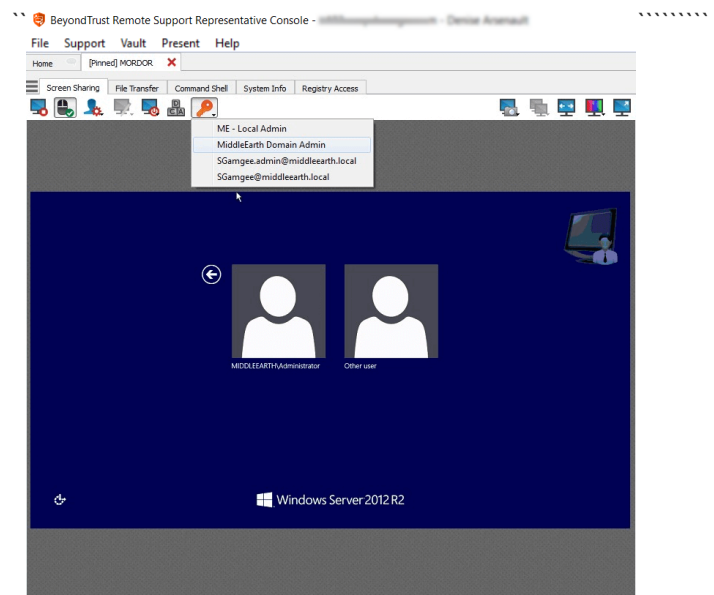 BeyondTrust Remote Support Representative Console - - Denise Arsenault
File Support Vault Present Help
Home [Pinned] MORDOR
Screen Sharing File Transfer Command Shell System Info Registry Access
ME - Local Admin
MiddleEarth Domain Admin
SGamgee.admin@middleearth.local
SGamgee@middleearth.local
MIDDLEEARTH\Administrator Other user
Windows Server 2012 R2